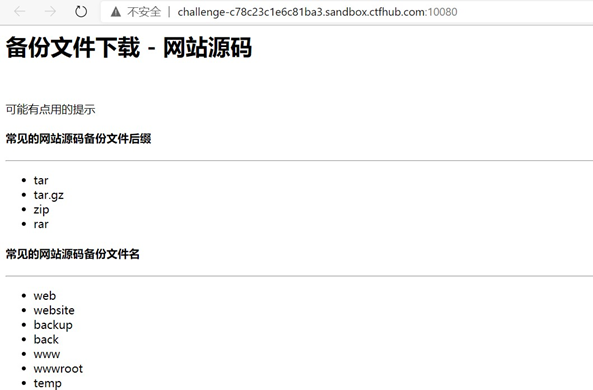 不安全 | challenge-c78c23c1e6c81ba3.sandbox.ctfhub.com:10080
备份文件下载 - 网站源码
可能有点用的提示
常见的网站源码备份文件后缀
tar
tar.gz
zip
rar
常见的网站源码备份文件名
web
website
backup
back
www
wwwroot
temp